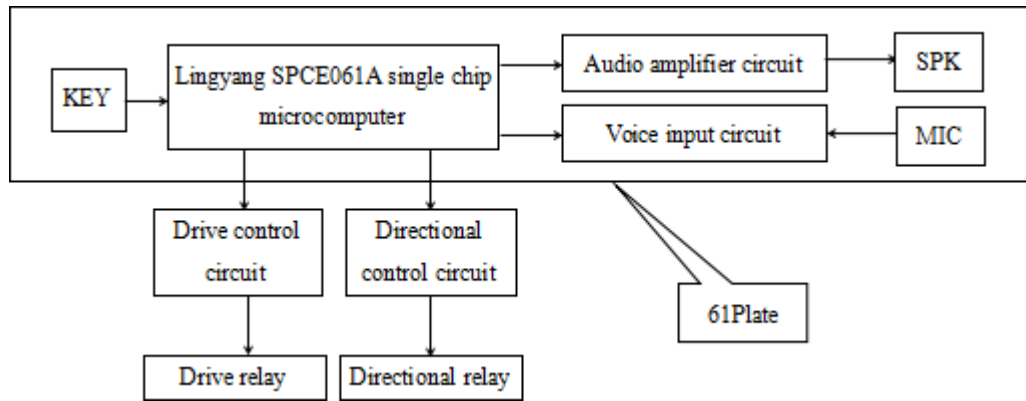 KEY
Lingyang SPCE061A single chip
microcomputer
Audio amplifier circuit
SPK
Voice input circuit
MIC
Drive control
circuit
Directional
control circuit
61Plate
Drive relay
Directional relay